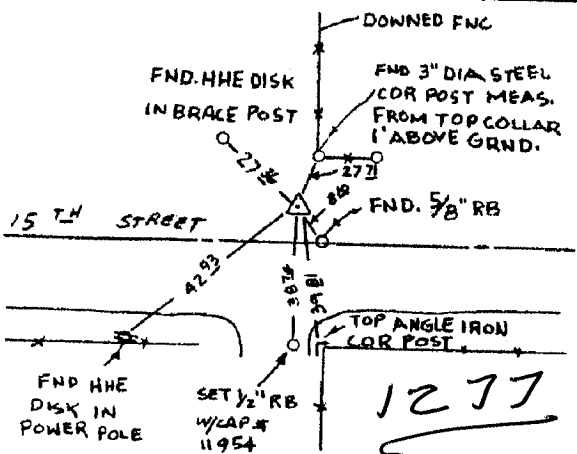 DOWNED FNC
FND. HHE DISK
IN BRACE POST
FND 3" DIA STEEL
COR POST MEAS.
FROM TOP COLLAR
1' ABOVE GRND.
27 71
FND. 5/8" RB
15 TH STREET
42 93
39 81
TOP ANGLE IRON
COR POST
FND HHE
DISK IN
POWER POLE
SET 1/2" RB
W/CAP #
11954
1277